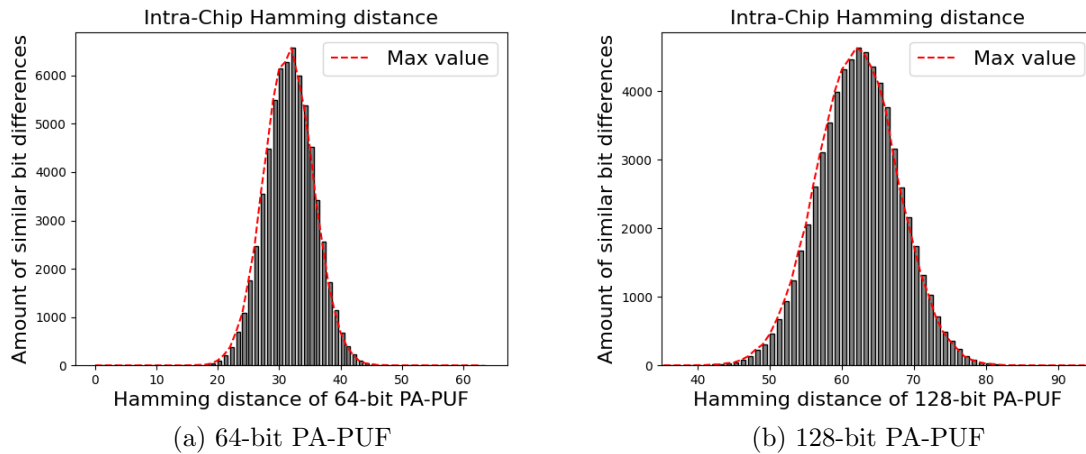 Intra-Chip Hamming distance
Max value
Amount of similar bit differences
6000
5000
4000
3000
2000
1000
0
0 10 20 30 40 50 60
Hamming distance of 64-bit PA-PUF
(a) 64-bit PA-PUF
Intra-Chip Hamming distance
Max value
Amount of similar bit differences
4000
3000
2000
1000
0
40 50 60 70 80 90
Hamming distance of 128-bit PA-PUF
(b) 128-bit PA-PUF